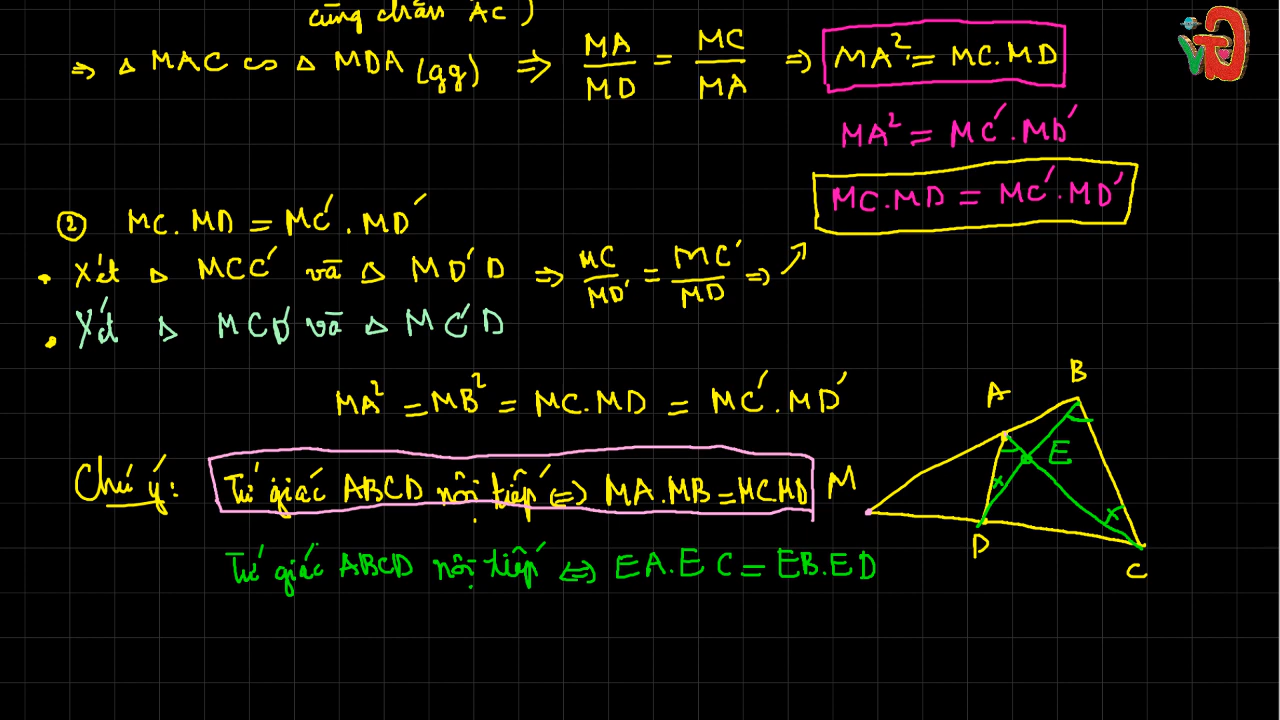 cùng chắn AC)
⇒ △ MAC ∽ △ MDA (gg) ⇒ MA/MD = MC/MA ⇒ MA² = MC.MD
MA² = MC'.MD'
MC.MD = MC'.MD'
② MC.MD = MC'.MD'
• Xét △ MCC' và △ MD'D ⇒ MC/MD' = MC'/MD ⇒
• Xét △ MCD' và △ MC'D
MA² = MB² = MC.MD = MC'.MD'
Chú ý: Tứ giác ABCD nội tiếp ⇔ MA.MB = MC.MD
Tứ giác ABCD nội tiếp ⇔ EA.EC = EB.ED
B
A
E
M
D
C